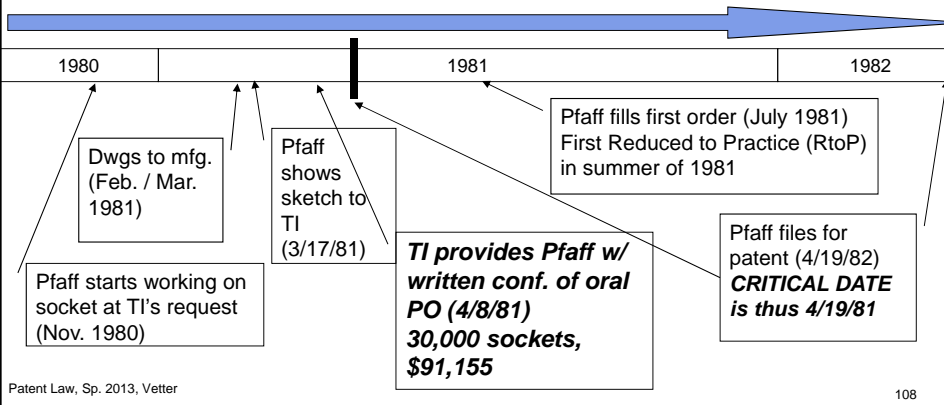 1980
1981
1982
Pfaff fills first order (July 1981)
First Reduced to Practice (RtoP)
in summer of 1981
Dwgs to mfg.
(Feb. / Mar.
1981)
Pfaff
shows
sketch to
TI
(3/17/81)
Pfaff files for
patent (4/19/82)
CRITICAL DATE
is thus 4/19/81
TI provides Pfaff w/
written conf. of oral
PO (4/8/81)
30,000 sockets,
$91,155
Pfaff starts working on
socket at TI's request
(Nov. 1980)
Patent Law, Sp. 2013, Vetter
108